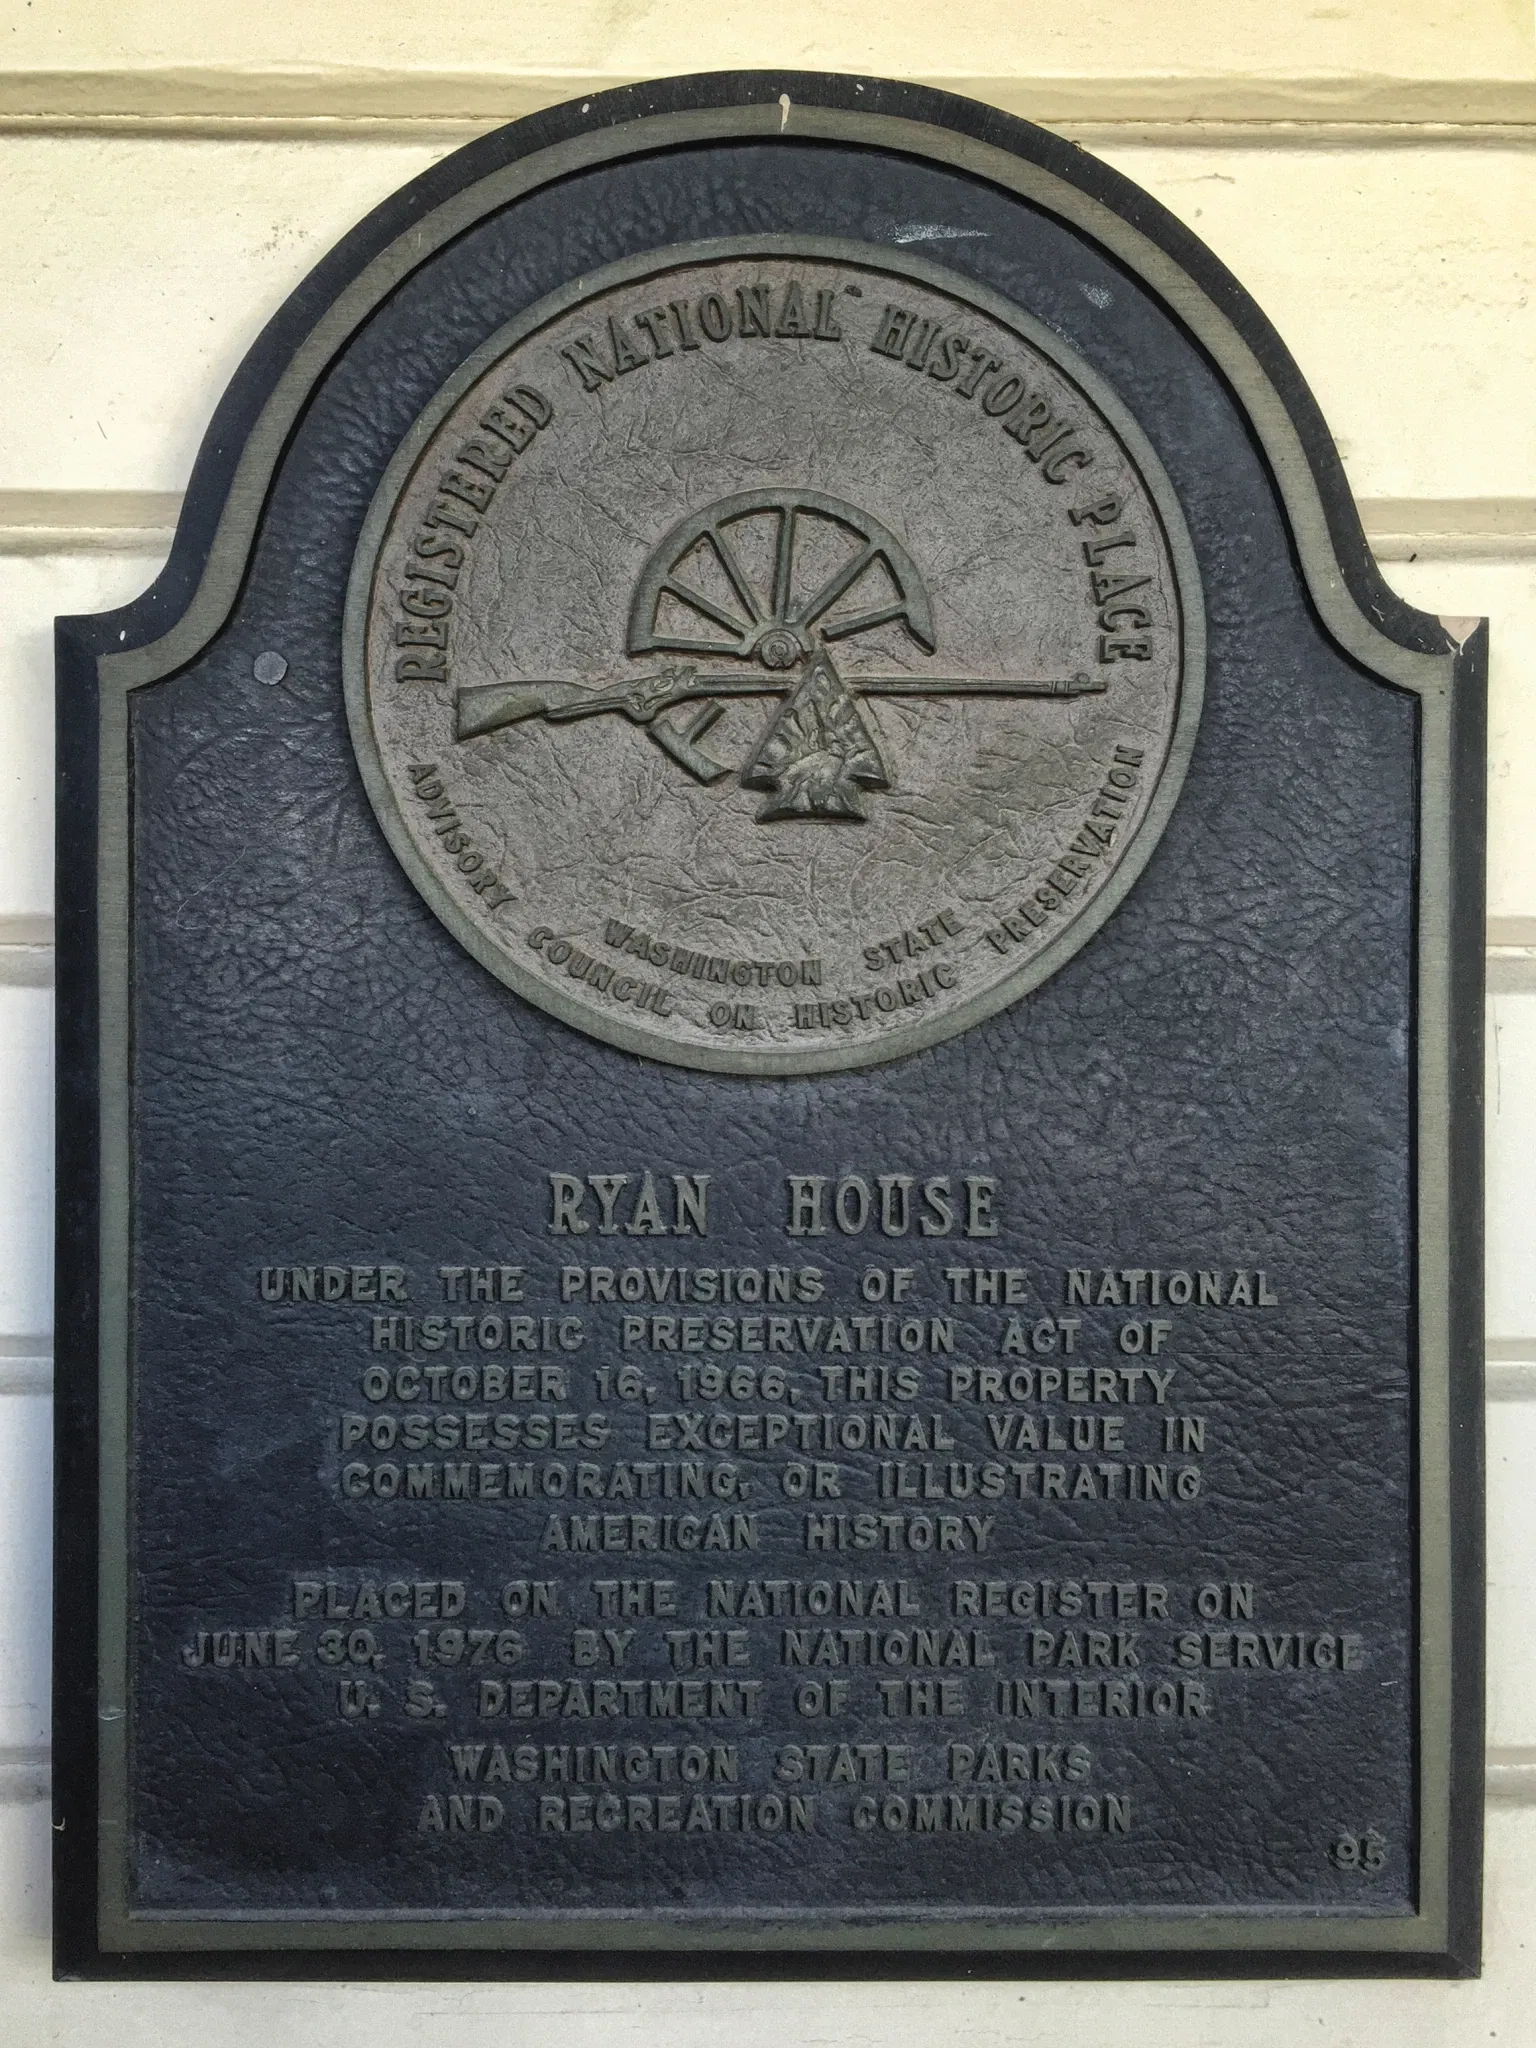 REGISTERED NATIONAL HISTORIC PLACE
WASHINGTON STATE
ADVISORY COUNCIL ON HISTORIC PRESERVATION
RYAN HOUSE
UNDER THE PROVISIONS OF THE NATIONAL
HISTORIC PRESERVATION ACT OF
OCTOBER 16, 1966, THIS PROPERTY
POSSESSES EXCEPTIONAL VALUE IN
COMMEMORATING, OR ILLUSTRATING
AMERICAN HISTORY
PLACED ON THE NATIONAL REGISTER ON
JUNE 30, 1976 BY THE NATIONAL PARK SERVICE
U. S. DEPARTMENT OF THE INTERIOR
WASHINGTON STATE PARKS
AND RECREATION COMMISSION
95